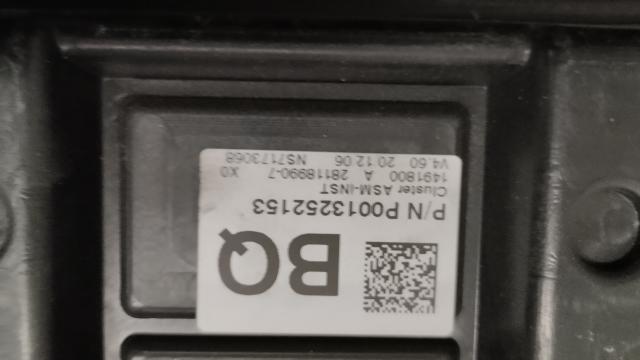 BQ
P/N P0013252153
Cluster ASM-INST
1491800 A 28118990-7 X0
V4.60 20.12.06 NS7173068